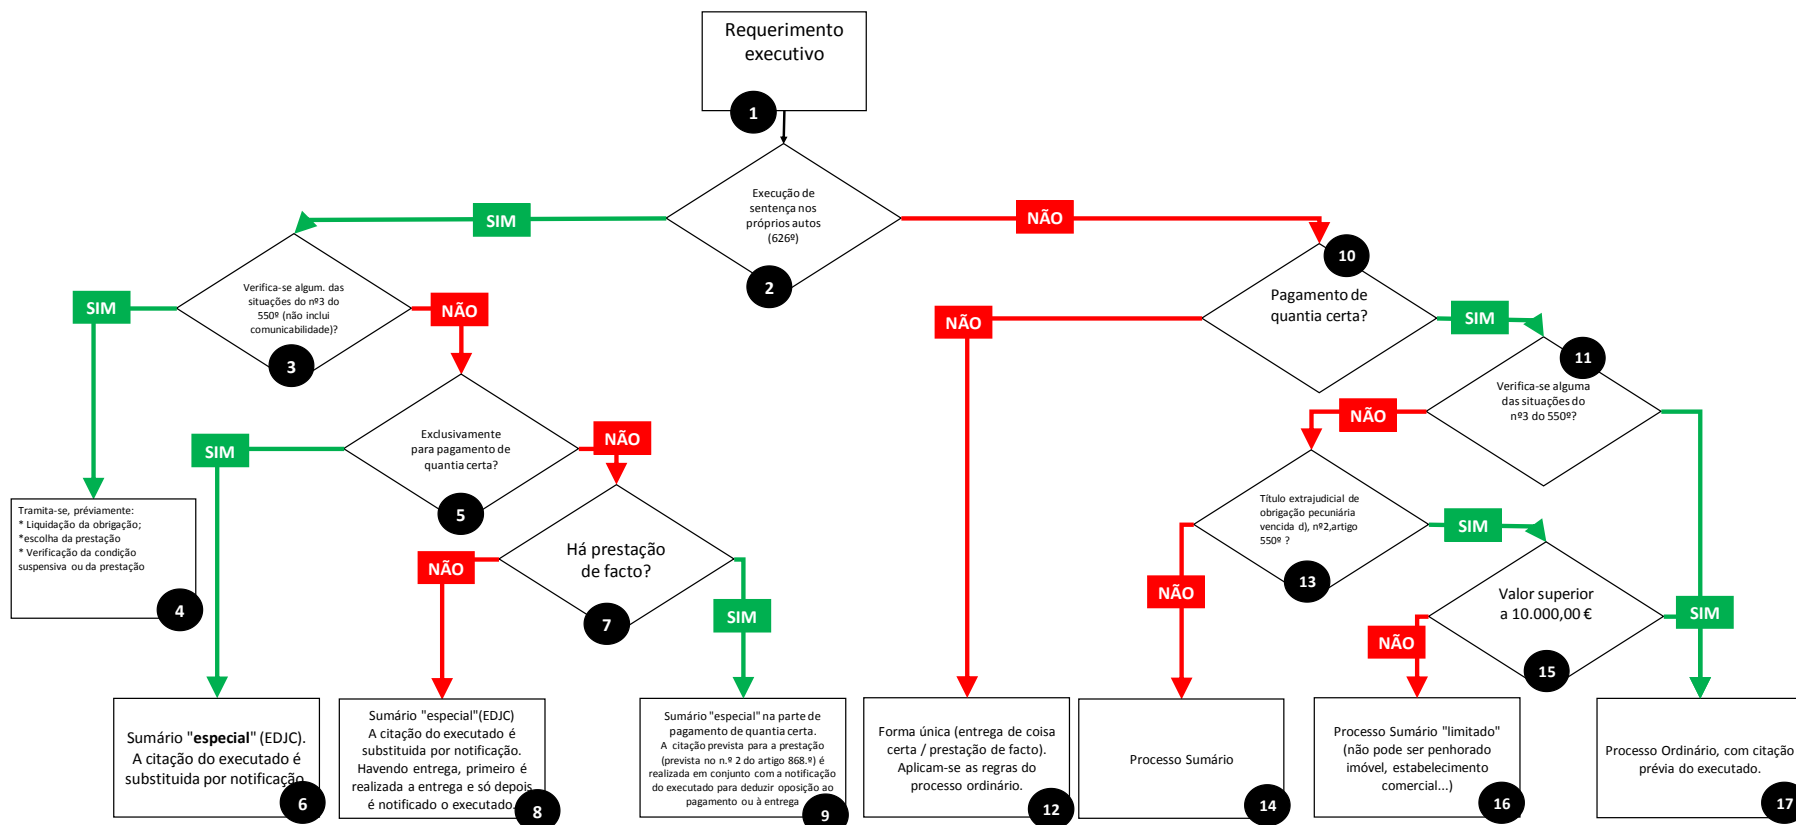 Requerimento
executivo
1
Execução de
sentença nos
próprios autos
(626º)
2
SIM
NÃO
Verifica-se algum. das
situações do nº3 do
550º (não inclui
comunicabilidade)?
3
SIM
NÃO
Tramita-se, préviamente:
* Liquidação da obrigação;
*escolha da prestação
* Verificação da condição
suspensiva ou da prestação
4
Exclusivamente
para pagamento de
quantia certa?
5
SIM
NÃO
Sumário "especial" (EDJC).
A citação do executado é
substituida por notificação
6
Há prestação
de facto?
7
NÃO
SIM
Sumário "especial"(EDJC)
A citação do executado é
substituida por notificação.
Havendo entrega, primeiro é
realizada a entrega e só depois
é notificado o executado.
8
Sumário "especial" na parte de
pagamento de quantia certa.
A citação prevista para a prestação
(prevista no n.º 2 do artigo 868.º) é
realizada em conjunto com a notificação
do executado para deduzir oposição ao
pagamento ou à entrega
9
10
Pagamento de
quantia certa?
NÃO
SIM
11
Verifica-se alguma
das situações do
nº3 do 550º?
NÃO
SIM
Forma única (entrega de coisa
certa / prestação de facto).
Aplicam-se as regras do
processo ordinário.
12
Título extrajudicial de
obrigação pecuniária
vencida d), nº2,artigo
550º ?
13
NÃO
SIM
Processo Sumário
14
Valor superior
a 10.000,00 €
15
NÃO
Processo Sumário "limitado"
(não pode ser penhorado
imóvel, estabelecimento
comercial...)
16
Processo Ordinário, com citação
prévia do executado.
17